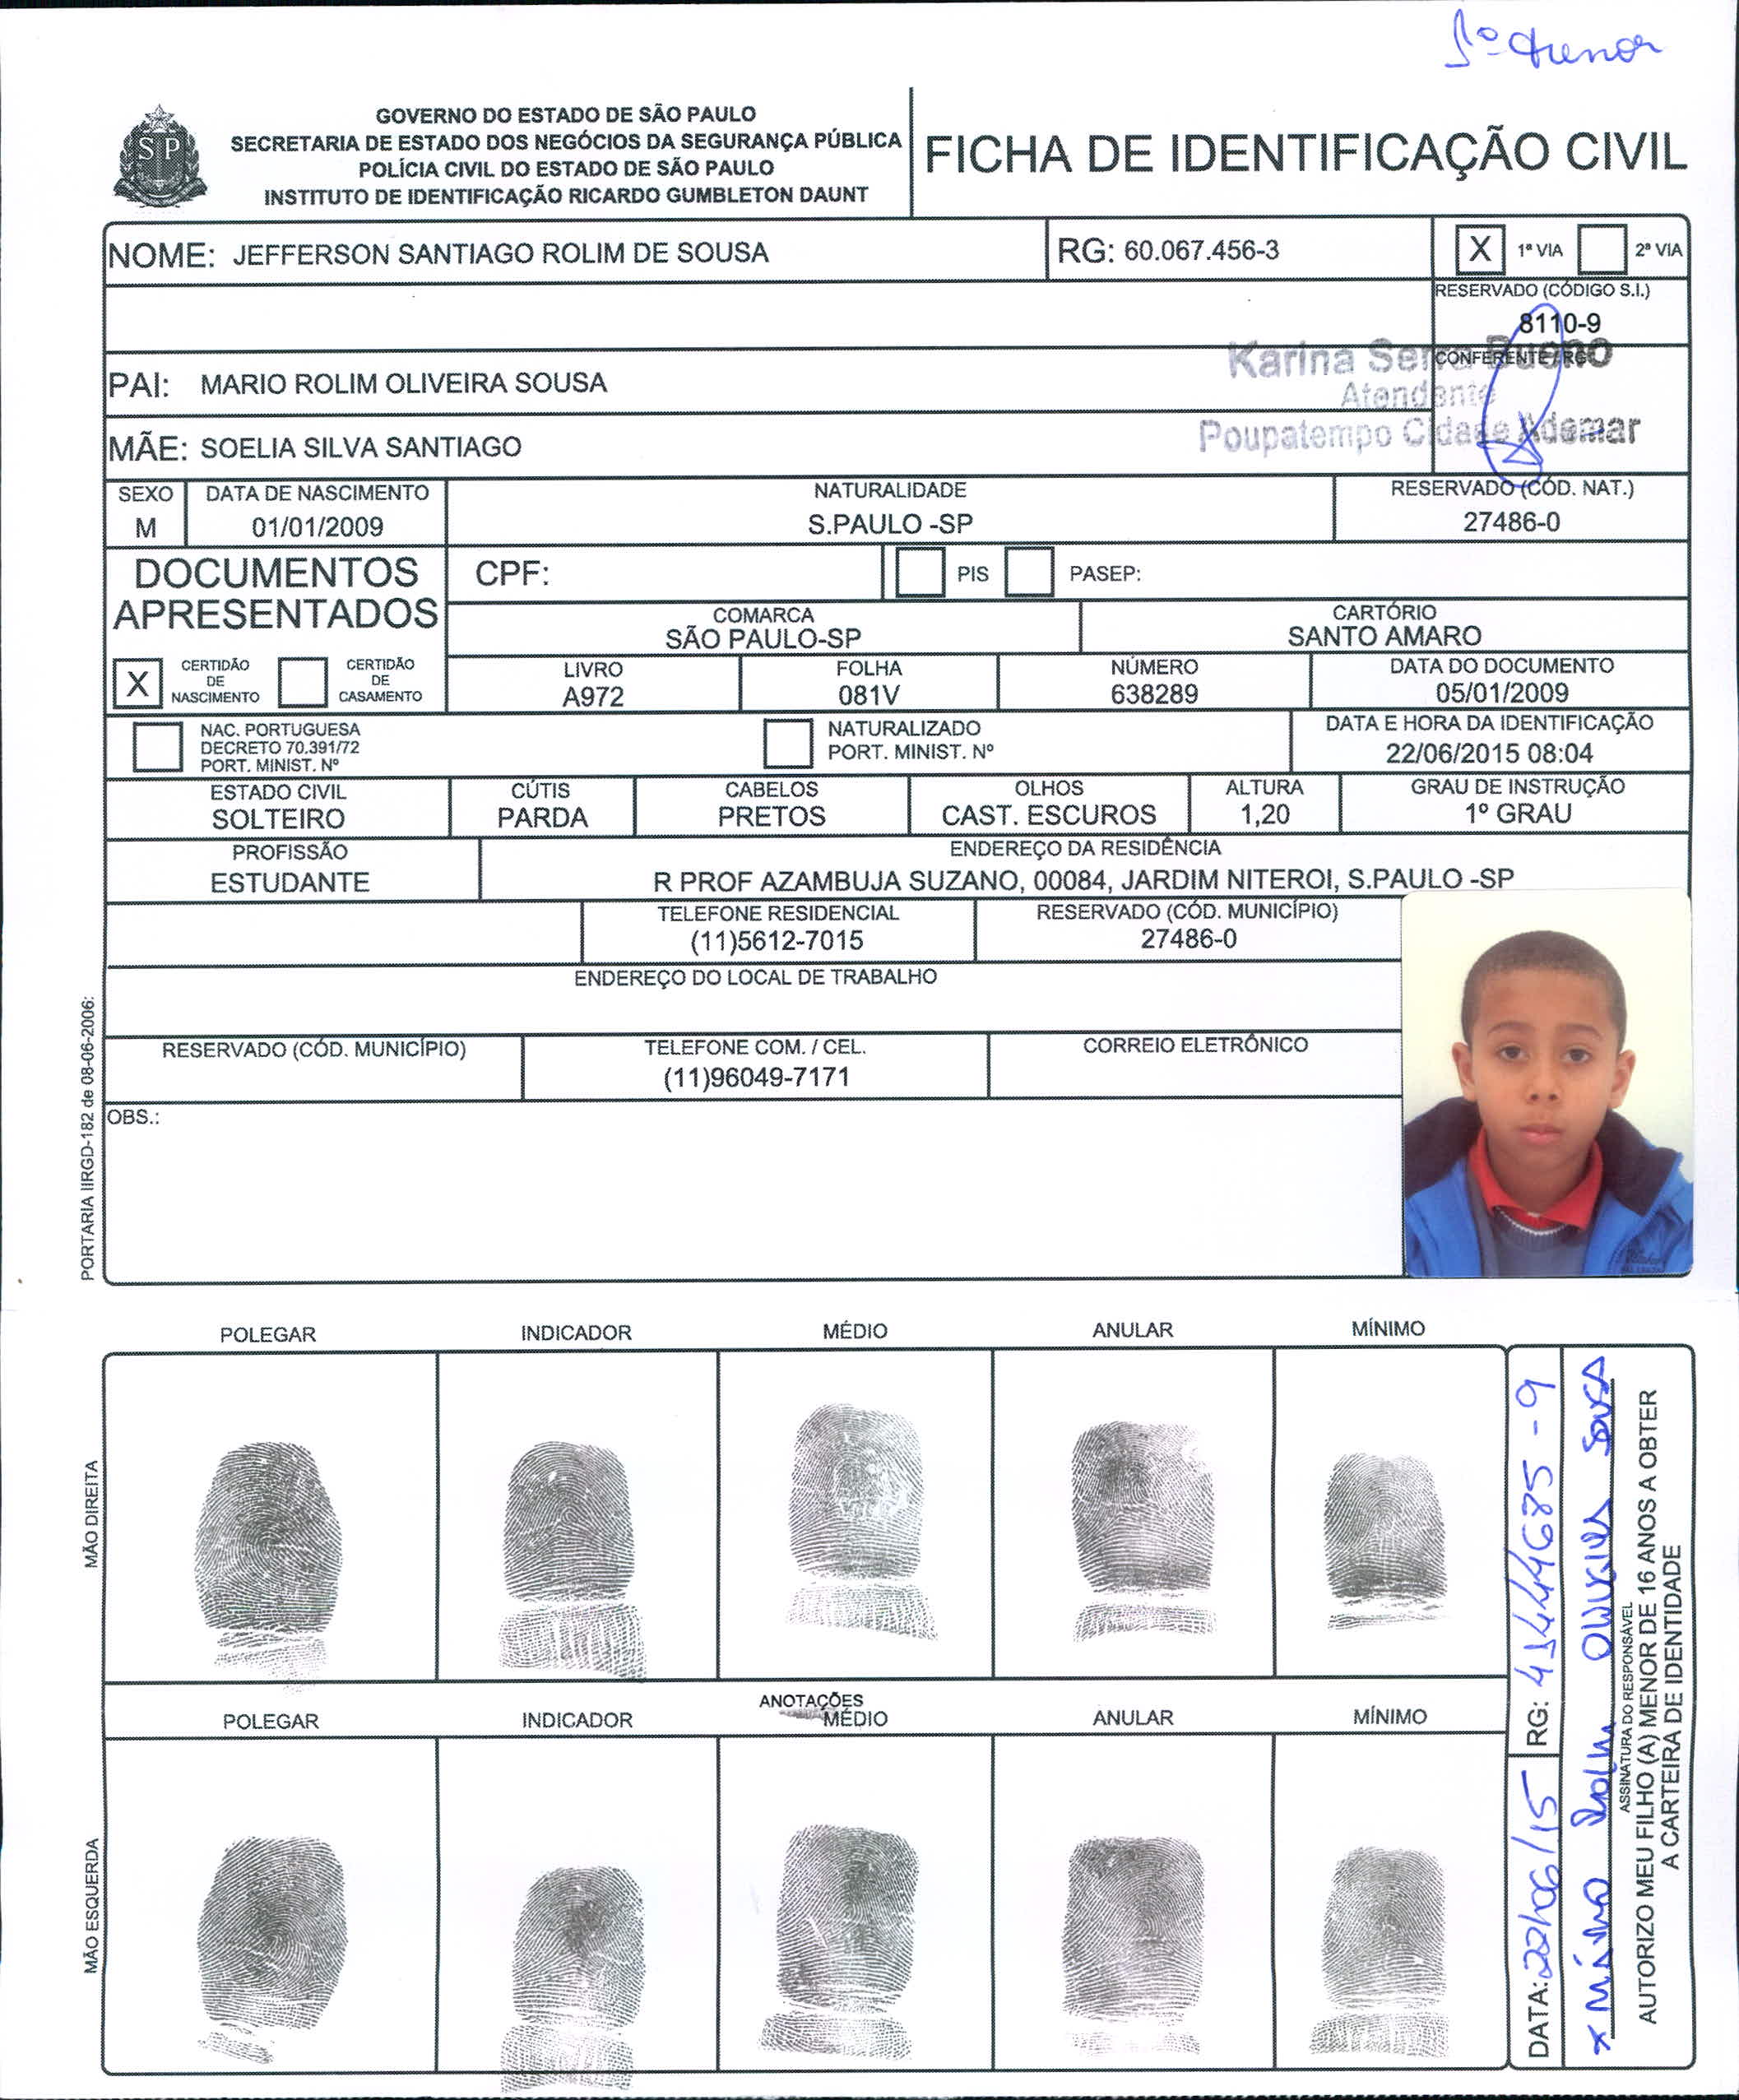 1º menor
GOVERNO DO ESTADO DE SÃO PAULO
SECRETARIA DE ESTADO DOS NEGÓCIOS DA SEGURANÇA PÚBLICA
POLÍCIA CIVIL DO ESTADO DE SÃO PAULO
INSTITUTO DE IDENTIFICAÇÃO RICARDO GUMBLETON DAUNT
SP
FICHA DE IDENTIFICAÇÃO CIVIL
NOME: JEFFERSON SANTIAGO ROLIM DE SOUSA
RG: 60.067.456-3
X 1ª VIA 2ª VIA
RESERVADO (CÓDIGO S.I.)
8110-9
PAI: MARIO ROLIM OLIVEIRA SOUSA
CONFERENTE / RG
Karina Serra Bueno
Atendente
Poupatempo Cidade Ademar
MÃE: SOELIA SILVA SANTIAGO
SEXO DATA DE NASCIMENTO NATURALIDADE RESERVADO (CÓD. NAT.)
M 01/01/2009 S.PAULO -SP 27486-0
DOCUMENTOS
APRESENTADOS
CPF: PIS PASEP:
COMARCA CARTÓRIO
SÃO PAULO-SP SANTO AMARO
X CERTIDÃO DE NASCIMENTO CERTIDÃO DE CASAMENTO
LIVRO FOLHA NÚMERO DATA DO DOCUMENTO
A972 081V 638289 05/01/2009
NAC. PORTUGUESA
DECRETO 70.391/72
PORT. MINIST. Nº
NATURALIZADO
PORT. MINIST. Nº
DATA E HORA DA IDENTIFICAÇÃO
22/06/2015 08:04
ESTADO CIVIL CÚTIS CABELOS OLHOS ALTURA GRAU DE INSTRUÇÃO
SOLTEIRO PARDA PRETOS CAST. ESCUROS 1,20 1º GRAU
PROFISSÃO ENDEREÇO DA RESIDÊNCIA
ESTUDANTE R PROF AZAMBUJA SUZANO, 00084, JARDIM NITEROI, S.PAULO -SP
TELEFONE RESIDENCIAL RESERVADO (CÓD. MUNICÍPIO)
(11)5612-7015 27486-0
ENDEREÇO DO LOCAL DE TRABALHO
RESERVADO (CÓD. MUNICÍPIO) TELEFONE COM. / CEL. CORREIO ELETRÔNICO
(11)96049-7171
OBS.:
PORTARIA IIRGD-182 de 08-06-2006:
POLEGAR INDICADOR MÉDIO ANULAR MÍNIMO
MÃO DIREITA
ANOTAÇÕES
POLEGAR INDICADOR MÉDIO ANULAR MÍNIMO
MÃO ESQUERDA
DATA: 22/06/15 RG: 41444685-9
x Mário Rolim Oliveira Sousa
ASSINATURA DO RESPONSÁVEL
AUTORIZO MEU FILHO (A) MENOR DE 16 ANOS A OBTER
A CARTEIRA DE IDENTIDADE